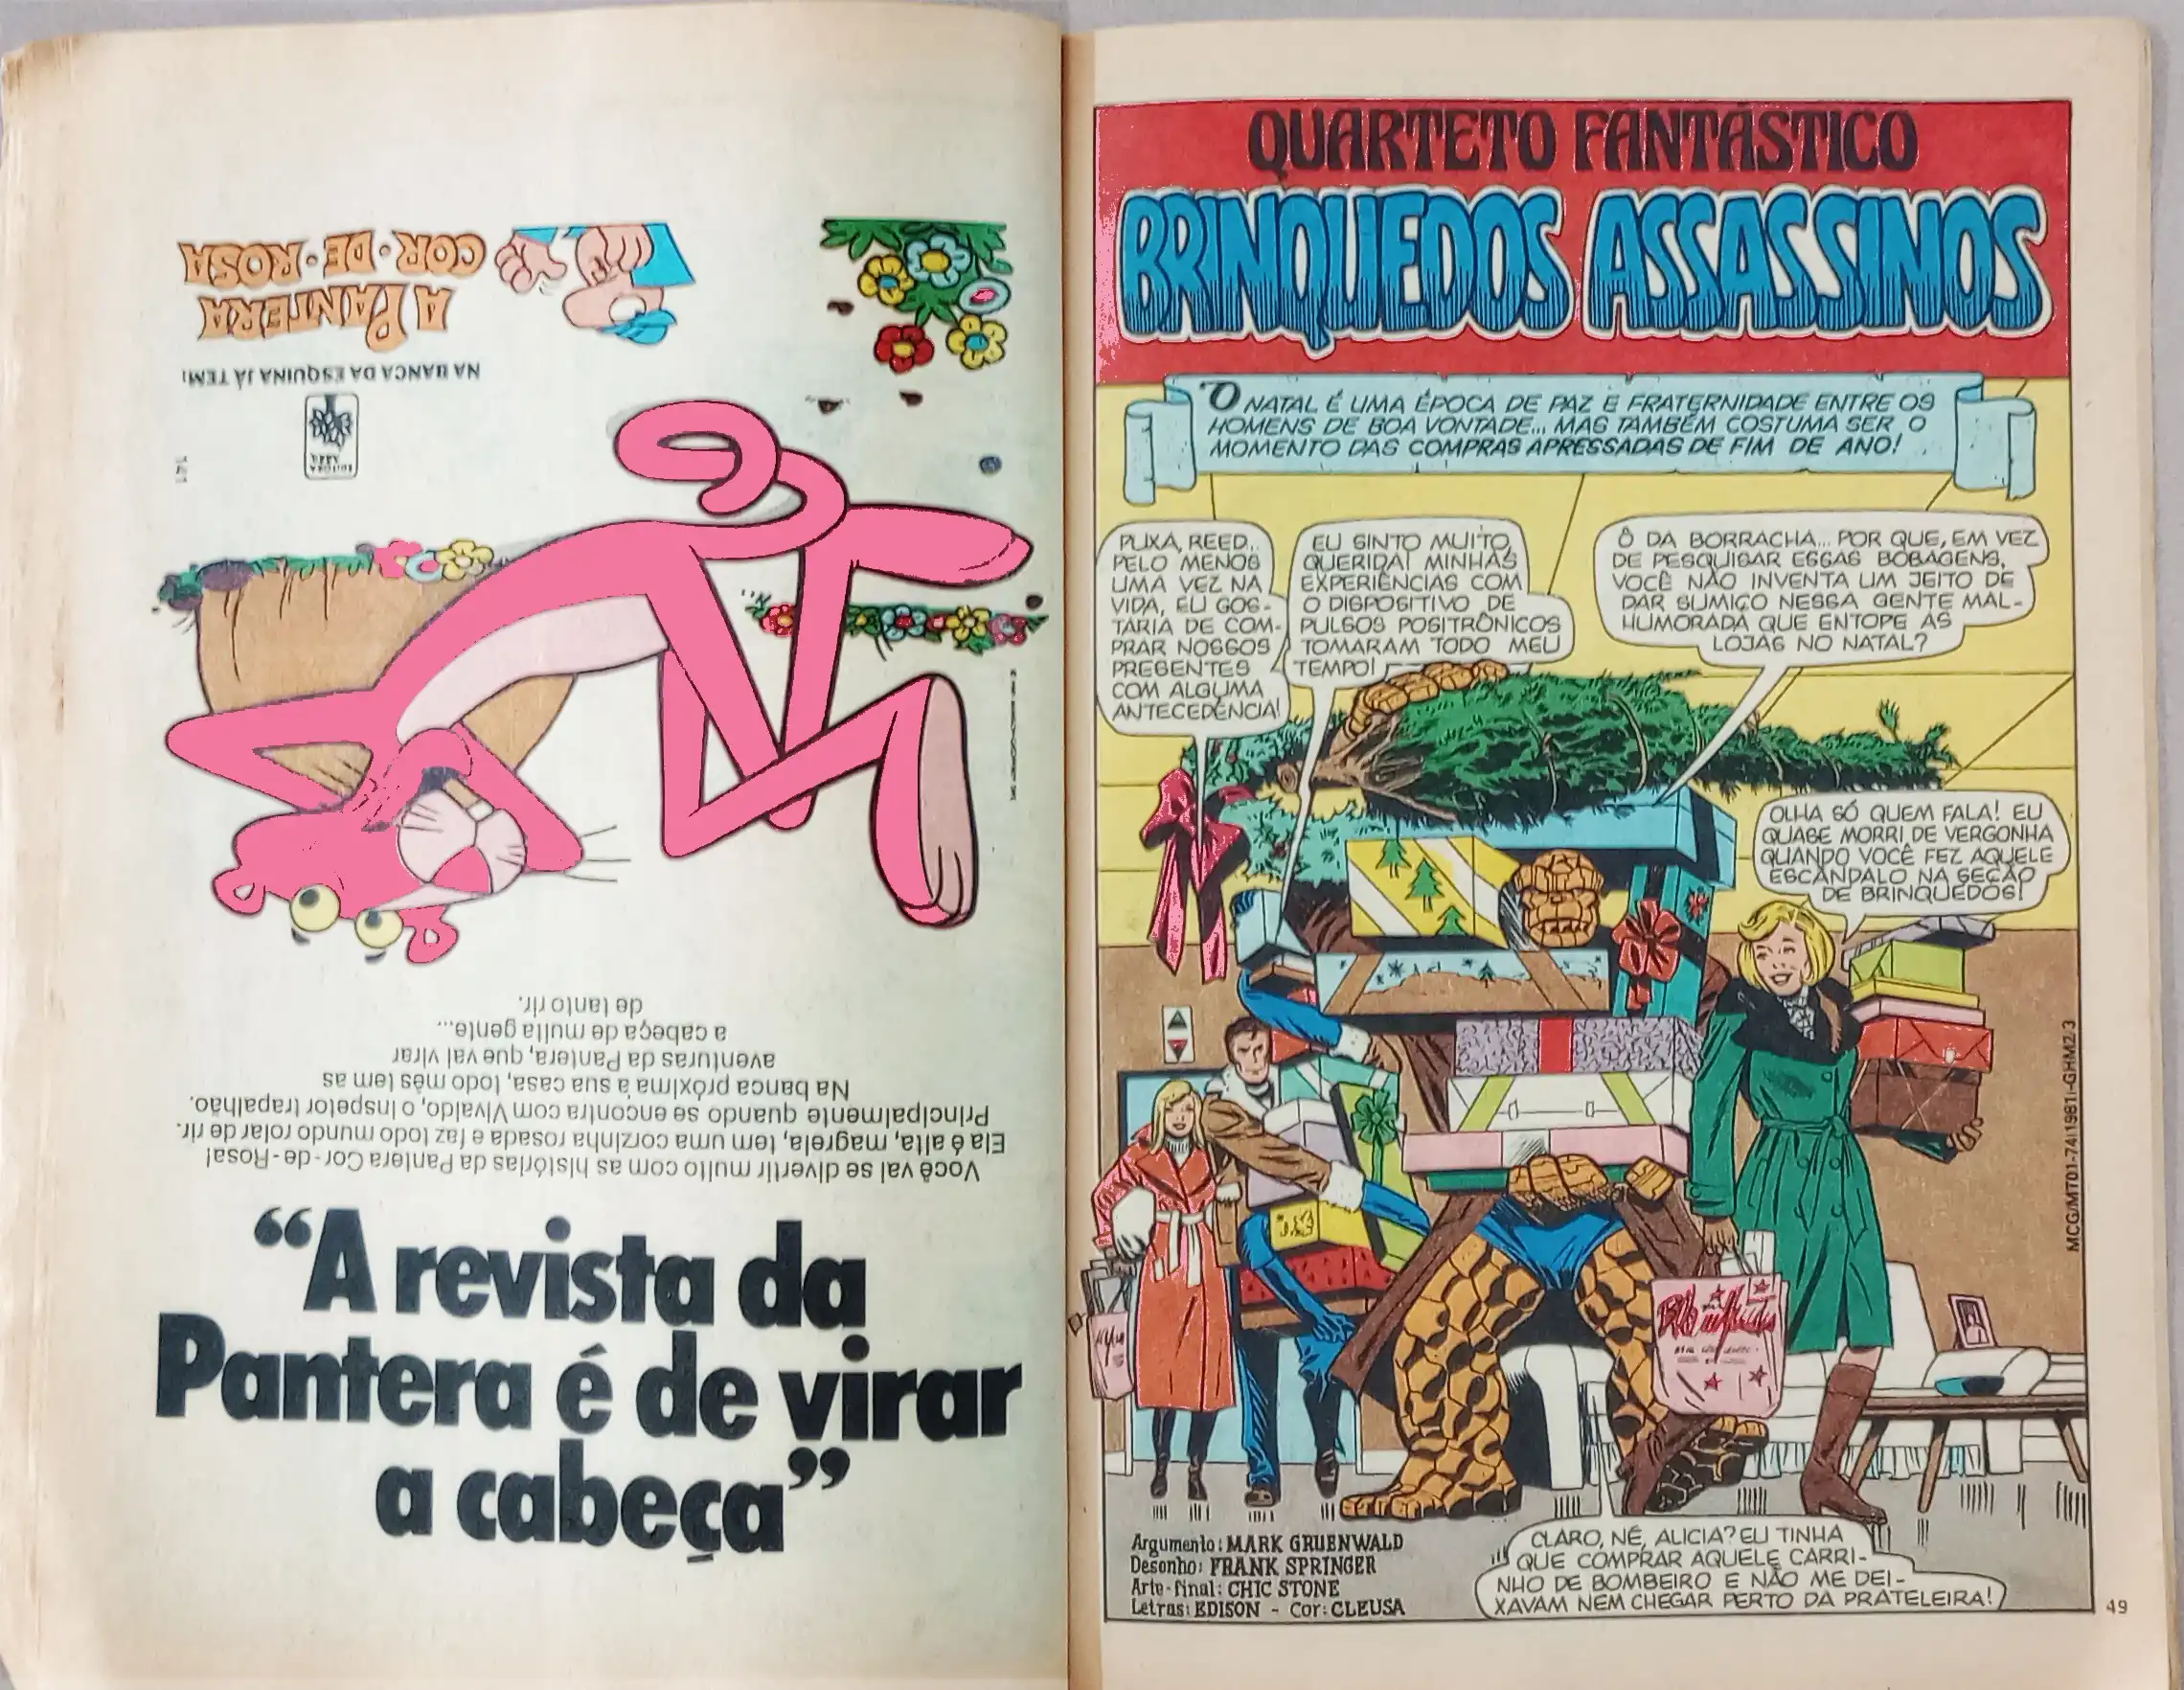 "A revista da
Pantera é de virar
a cabeça"
Você vai se divertir muito com as histórias da Pantera Cor-de-Rosa!
Ela é alta, magrela, tem uma corzinha rosada e faz todo mundo rolar de rir.
Principalmente quando se encontra com Vivaldo, o Inspetor trapalhão.
Na banca próxima à sua casa, todo mês tem as
aventuras da Pantera, que vai virar
a cabeça de muita gente...
de tanto rir.
EDITORA
ABRIL
NA BANCA DA ESQUINA JÁ TEM:
A PANTERA
COR·DE·ROSA
QUARTETO FANTÁSTICO
BRINQUEDOS ASSASSINOS
O NATAL É UMA ÉPOCA DE PAZ E FRATERNIDADE ENTRE OS
HOMENS DE BOA VONTADE... MAS TAMBÉM COSTUMA SER O
MOMENTO DAS COMPRAS APRESSADAS DE FIM DE ANO!
PUXA, REED...
PELO MENOS
UMA VEZ NA
VIDA, EU GOS-
TARIA DE COM-
PRAR NOSSOS
PRESENTES
COM ALGUMA
ANTECEDÊNCIA!
EU SINTO MUITO,
QUERIDA! MINHAS
EXPERIÊNCIAS COM
O DISPOSITIVO DE
PULSOS POSITRÔNICOS
TOMARAM TODO MEU
TEMPO!
Ô DA BORRACHA... POR QUE, EM VEZ
DE PESQUISAR ESSAS BOBAGENS,
VOCÊ NÃO INVENTA UM JEITO DE
DAR SUMIÇO NESSA GENTE MAL-
HUMORADA QUE ENTOPE AS
LOJAS NO NATAL?
OLHA SÓ QUEM FALA! EU
QUASE MORRI DE VERGONHA
QUANDO VOCÊ FEZ AQUELE
ESCÂNDALO NA SEÇÃO
DE BRINQUEDOS!
CLARO, NÉ, ALICIA? EU TINHA
QUE COMPRAR AQUELE CARRI-
NHO DE BOMBEIRO E NÃO ME DEI-
XAVAM NEM CHEGAR PERTO DA PRATELEIRA!
Argumento: MARK GRUENWALD
Desenho: FRANK SPRINGER
Arte-final: CHIC STONE
Letras: EDISON - Cor: CLEUSA
49